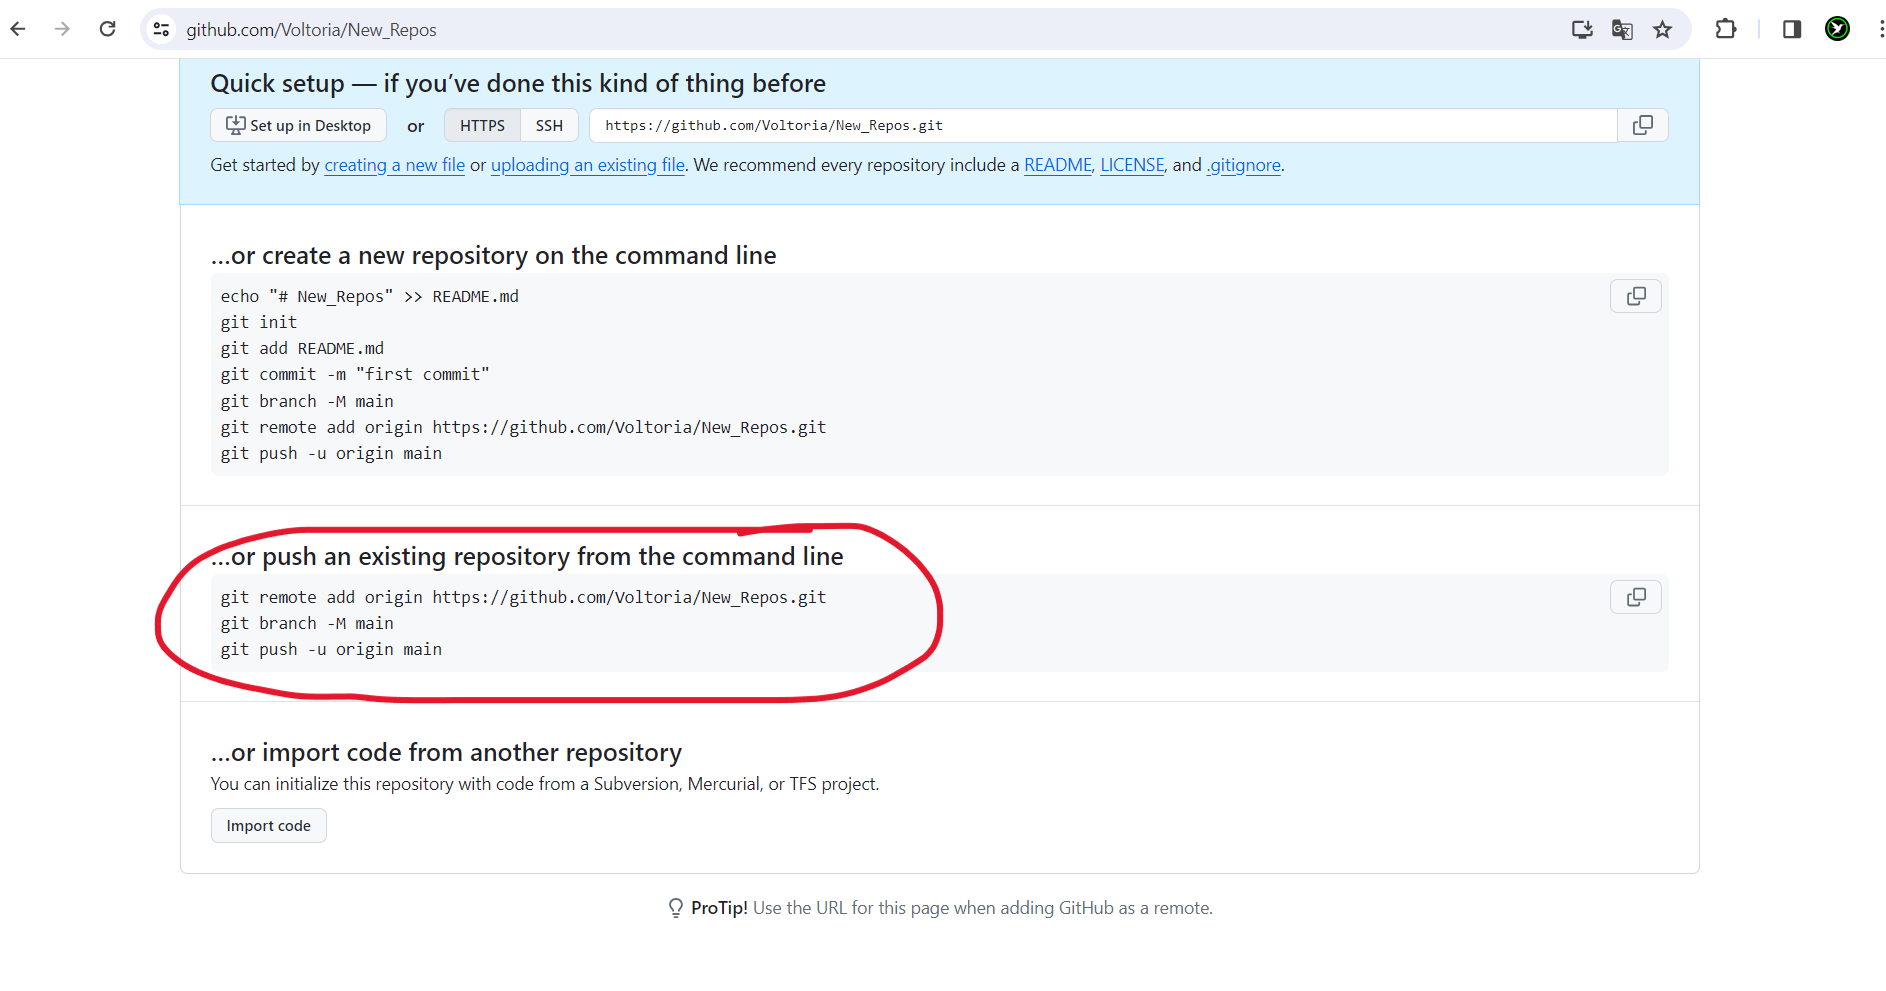 github.com/Voltoria/New_Repos
Quick setup — if you’ve done this kind of thing before
Set up in Desktop or HTTPS SSH https://github.com/Voltoria/New_Repos.git
Get started by creating a new file or uploading an existing file. We recommend every repository include a README, LICENSE, and .gitignore.
…or create a new repository on the command line
echo "# New_Repos" >> README.md
git init
git add README.md
git commit -m "first commit"
git branch -M main
git remote add origin https://github.com/Voltoria/New_Repos.git
git push -u origin main
…or push an existing repository from the command line
git remote add origin https://github.com/Voltoria/New_Repos.git
git branch -M main
git push -u origin main
…or import code from another repository
You can initialize this repository with code from a Subversion, Mercurial, or TFS project.
Import code
ProTip! Use the URL for this page when adding GitHub as a remote.